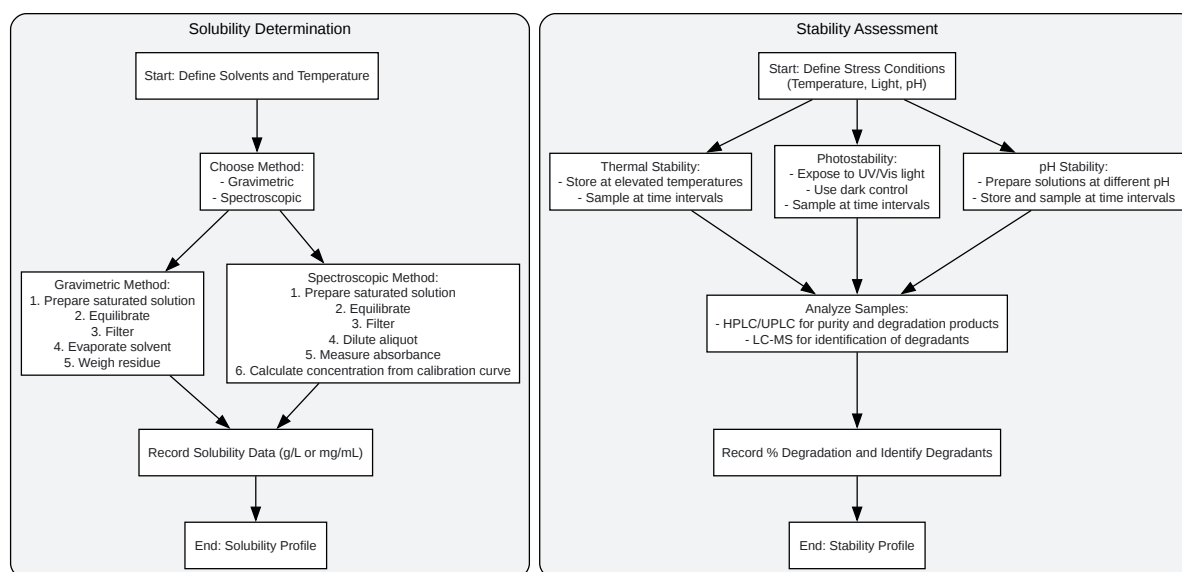 Solubility Determination
Start: Define Solvents and Temperature
Choose Method:
- Gravimetric
- Spectroscopic
Gravimetric Method:
1. Prepare saturated solution
2. Equilibrate
3. Filter
4. Evaporate solvent
5. Weigh residue
Spectroscopic Method:
1. Prepare saturated solution
2. Equilibrate
3. Filter
4. Dilute aliquot
5. Measure absorbance
6. Calculate concentration from calibration curve
Record Solubility Data (g/L or mg/mL)
End: Solubility Profile
Stability Assessment
Start: Define Stress Conditions
(Temperature, Light, pH)
Thermal Stability:
- Store at elevated temperatures
- Sample at time intervals
Photostability:
- Expose to UV/Vis light
- Use dark control
- Sample at time intervals
pH Stability:
- Prepare solutions at different pH
- Store and sample at time intervals
Analyze Samples:
- HPLC/UPLC for purity and degradation products
- LC-MS for identification of degradants
Record % Degradation and Identify Degradants
End: Stability Profile